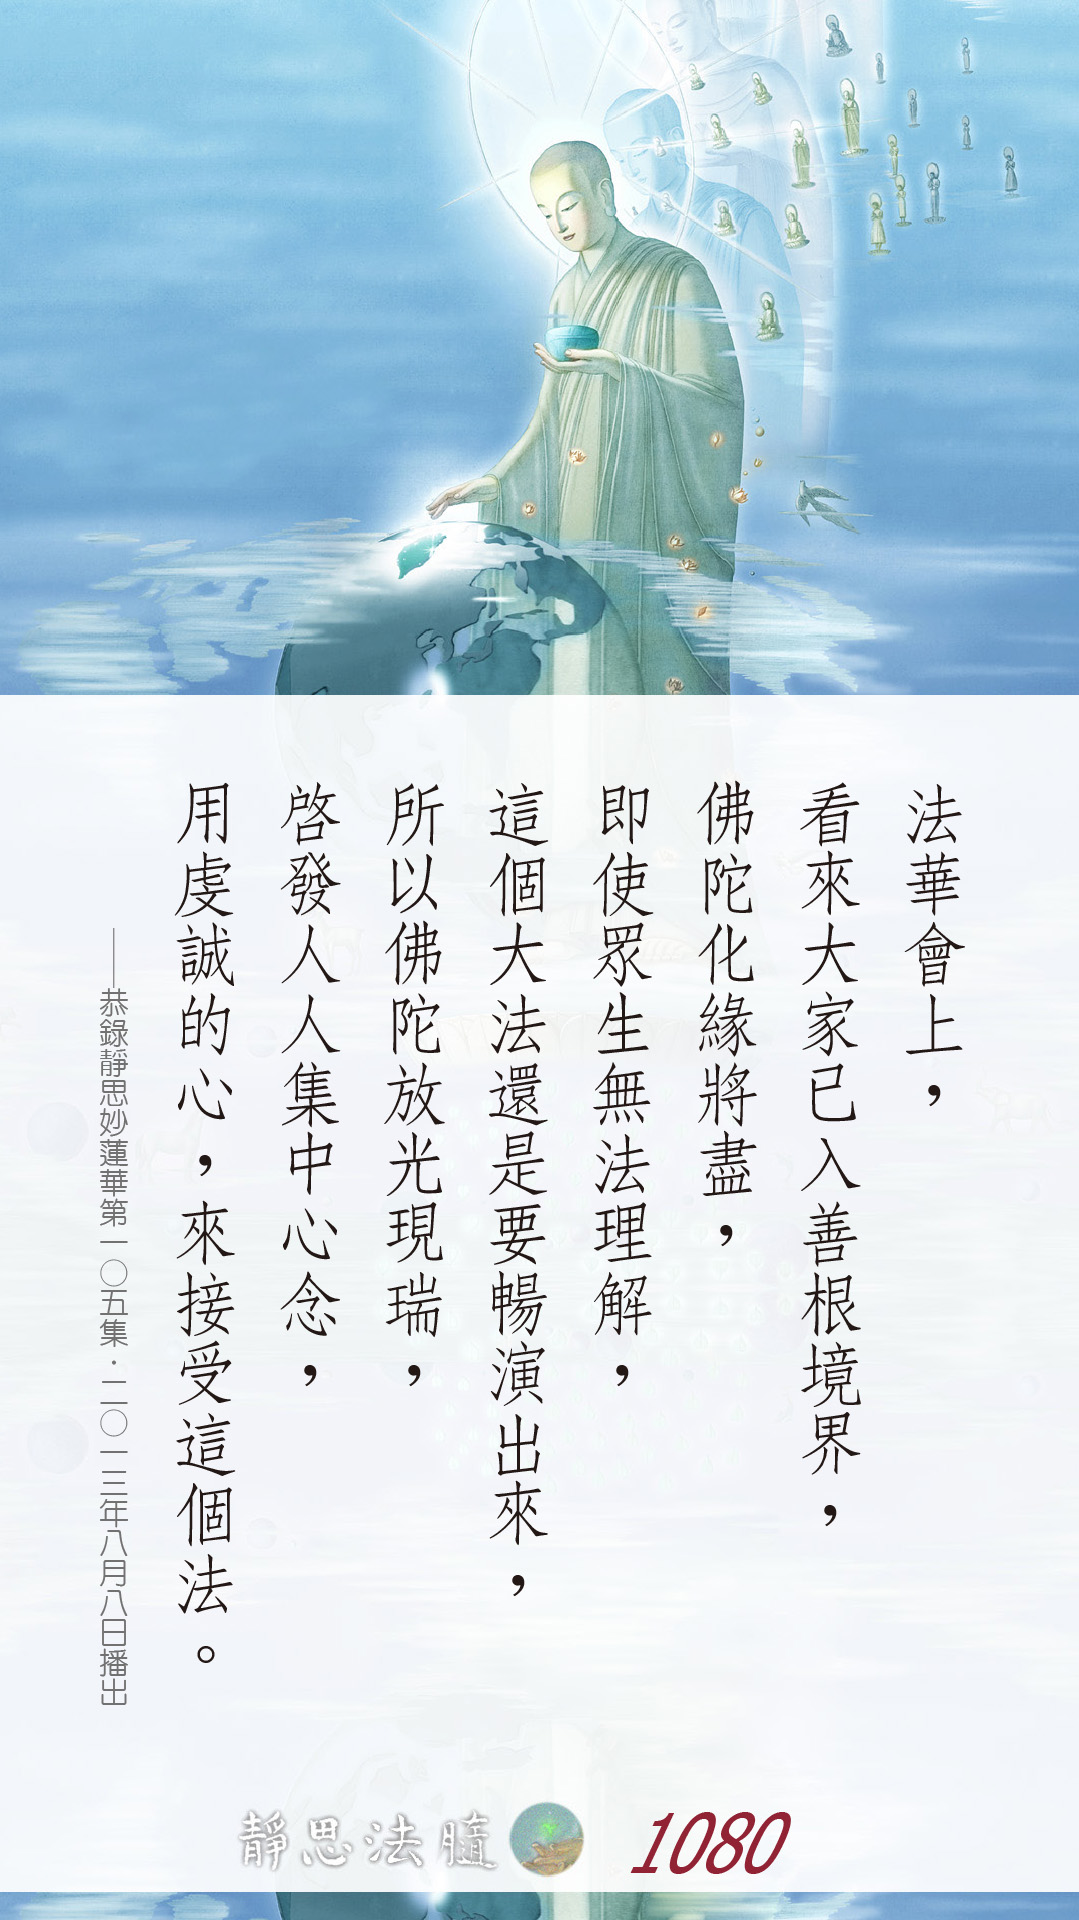 法華會上，
看來大家已入善根境界，
佛陀化緣將盡，
即使眾生無法理解，
這個大法還是要暢演出來，
所以佛陀放光現瑞，
啓發人人集中心念，
用虔誠的心，來接受這個法。
——恭錄靜思妙蓮華第一〇五集．二〇一三年八月八日播出
靜思法髓 1080